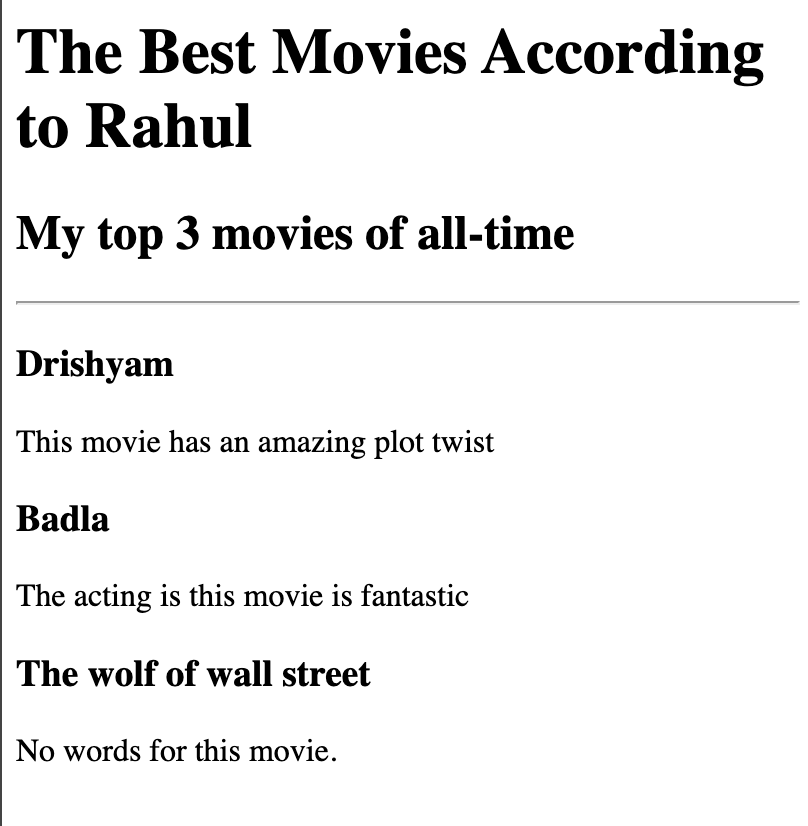 The Best Movies According
to Rahul
My top 3 movies of all-time
Drishyam
This movie has an amazing plot twist
Badla
The acting is this movie is fantastic
The wolf of wall street
No words for this movie.